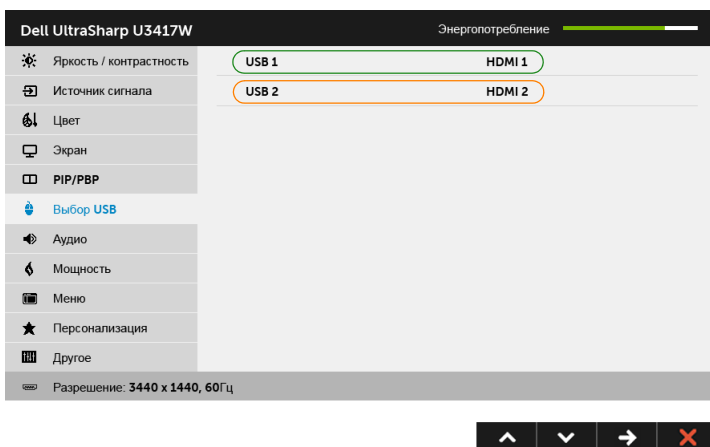 Dell UltraSharp U3417W Энергопотребление
Яркость / контрастность USB 1 HDMI 1
Источник сигнала USB 2 HDMI 2
Цвет
Экран
PIP/PBP
Выбор USB
Аудио
Мощность
Меню
Персонализация
Другое
Разрешение: 3440 x 1440, 60Гц